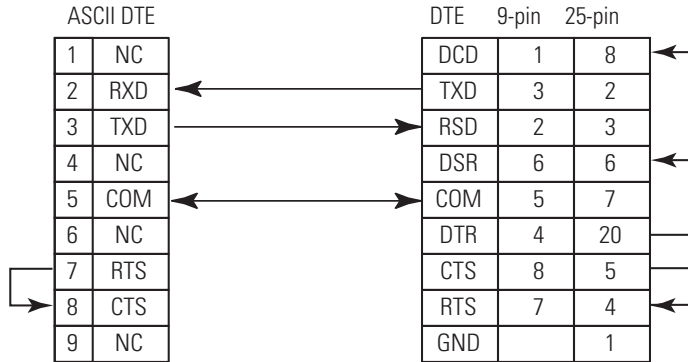 ASCII DTE
1 NC
2 RXD
3 TXD
4 NC
5 COM
6 NC
7 RTS
8 CTS
9 NC
DTE 9-pin 25-pin
DCD 1 8
TXD 3 2
RSD 2 3
DSR 6 6
COM 5 7
DTR 4 20
CTS 8 5
RTS 7 4
GND 1